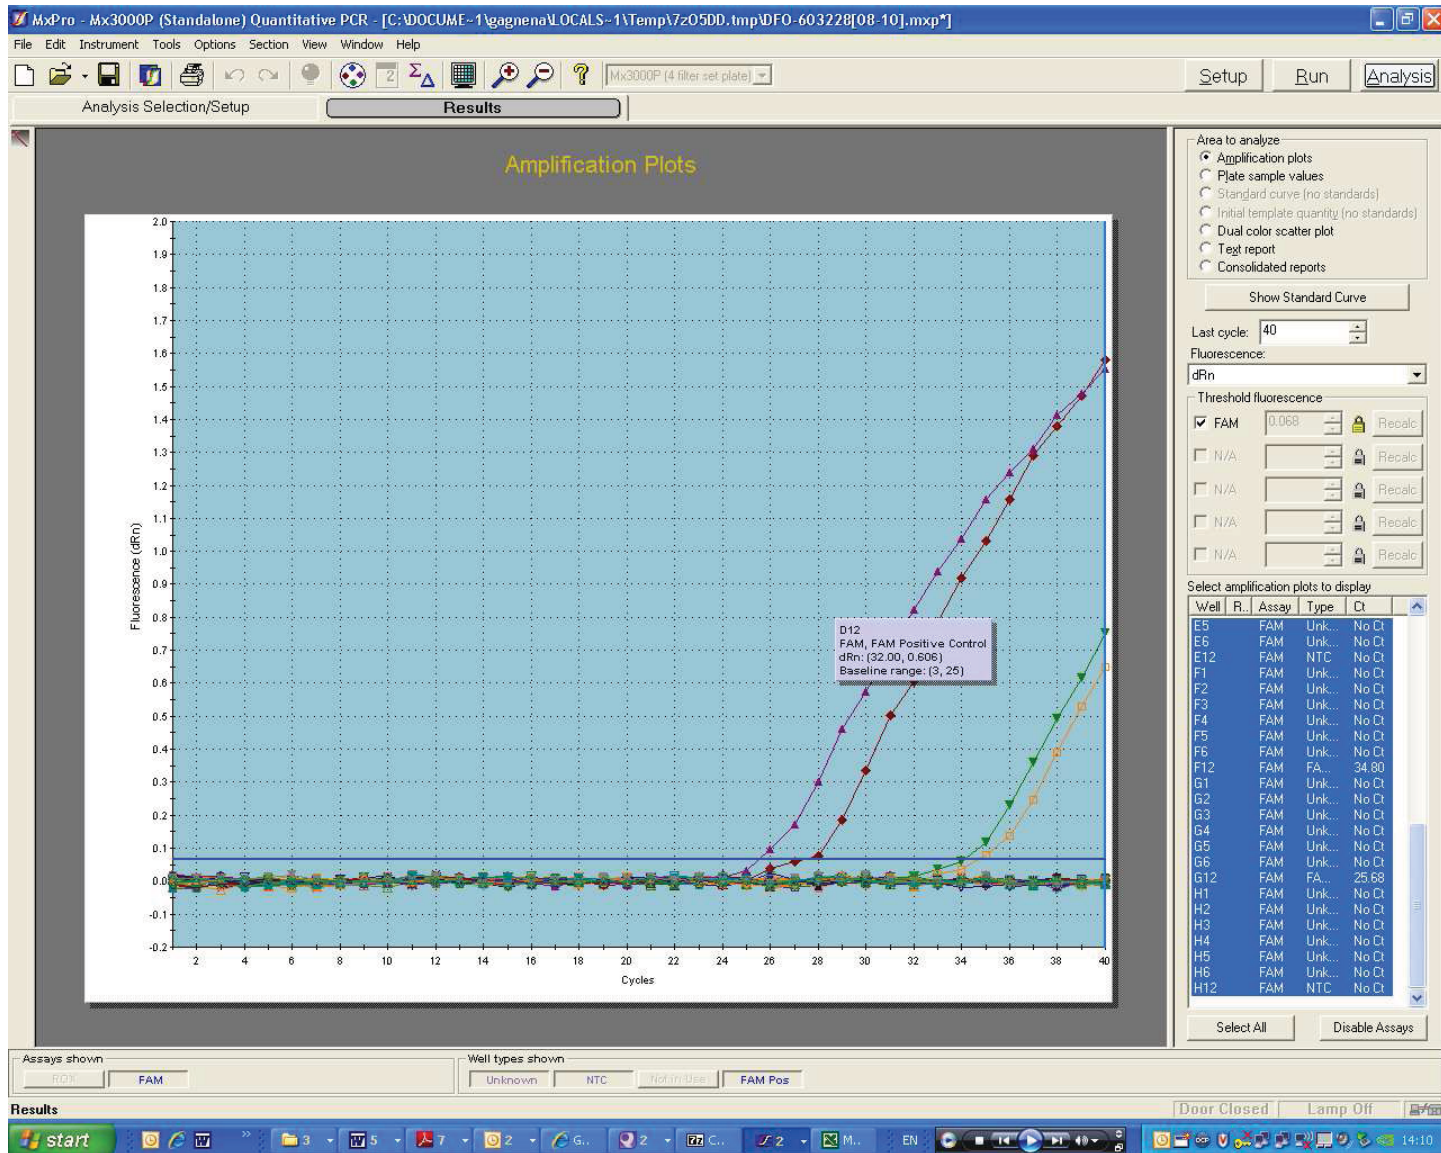 MxPro - Mx3000P (Standalone) Quantitative PCR - [C:\DOCUME~1\gagnena\LOCALS~1\Temp\7zO5DD.tmp\DFO-603228[08-10].mxp*]
File Edit Instrument Tools Options Section View Window Help
Mx3000P (4 filter set plate)
Setup Run Analysis
Analysis Selection/Setup Results
Amplification Plots
2.0
1.9
1.8
1.7
1.6
1.5
1.4
1.3
1.2
1.1
1.0
0.9
0.8
0.7
0.6
0.5
0.4
0.3
0.2
0.1
0.0
-0.1
-0.2
Fluorescence (dRn)
2 4 6 8 10 12 14 16 18 20 22 24 26 28 30 32 34 36 38 40
Cycles
D12
FAM, FAM Positive Control
dRn: (32.00, 0.606)
Baseline range: (3, 25)
Area to analyze
Amplification plots
Plate sample values
Standard curve (no standards)
Initial template quantity (no standards)
Dual color scatter plot
Text report
Consolidated reports
Show Standard Curve
Last cycle: 40
Fluorescence:
dRn
Threshold fluorescence
FAM 0.068 Recalc
N/A Recalc
N/A Recalc
N/A Recalc
N/A Recalc
Select amplification plots to display
Well R.. Assay Type Ct
E5 FAM Unk... No Ct
E6 FAM Unk... No Ct
E12 FAM NTC No Ct
F1 FAM Unk... No Ct
F2 FAM Unk... No Ct
F3 FAM Unk... No Ct
F4 FAM Unk... No Ct
F5 FAM Unk... No Ct
F6 FAM Unk... No Ct
F12 FAM FA... 34.80
G1 FAM Unk... No Ct
G2 FAM Unk... No Ct
G3 FAM Unk... No Ct
G4 FAM Unk... No Ct
G5 FAM Unk... No Ct
G6 FAM Unk... No Ct
G12 FAM FA... 25.68
H1 FAM Unk... No Ct
H2 FAM Unk... No Ct
H3 FAM Unk... No Ct
H4 FAM Unk... No Ct
H5 FAM Unk... No Ct
H6 FAM Unk... No Ct
H12 FAM NTC No Ct
Select All Disable Assays
Assays shown
ROX FAM
Well types shown
Unknown NTC Not in Use FAM Pos
Results
Door Closed Lamp Off
start 3 5 7 2 G.. 2 C.. 2 M.. EN 14:10